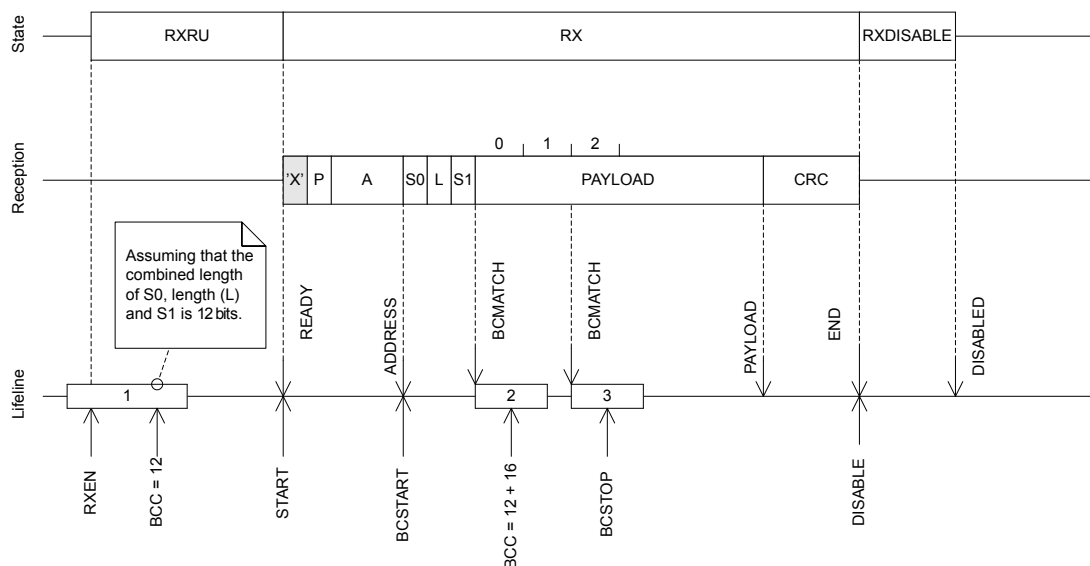 State
RXRU
RX
RXDISABLE
Reception
0
1
2
'X'
P
A
S0
L
S1
PAYLOAD
CRC
Assuming that the
combined length
of S0, length (L)
and S1 is 12 bits.
READY
ADDRESS
BCMATCH
BCMATCH
PAYLOAD
END
DISABLED
Lifeline
1
2
3
RXEN
BCC = 12
START
BCSTART
BCC = 12 + 16
BCSTOP
DISABLE